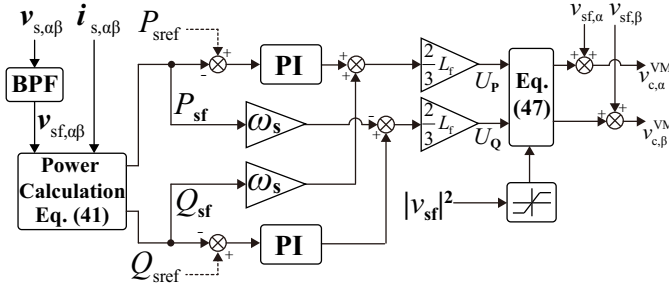 v_s,αβ
i_s,αβ
P_sref
v_sf,α
v_sf,β
BPF
v_sf,αβ
- + PI + +
2/3 L_f
U_P
Eq.
(47)
+ +
v_c,α^VM
P_sf
ω_s
- +
2/3 L_f
U_Q
+ +
v_c,β^VM
Power
Calculation
Eq. (41)
Q_sf
ω_s
|v_sf|^2
- + PI
Q_sref